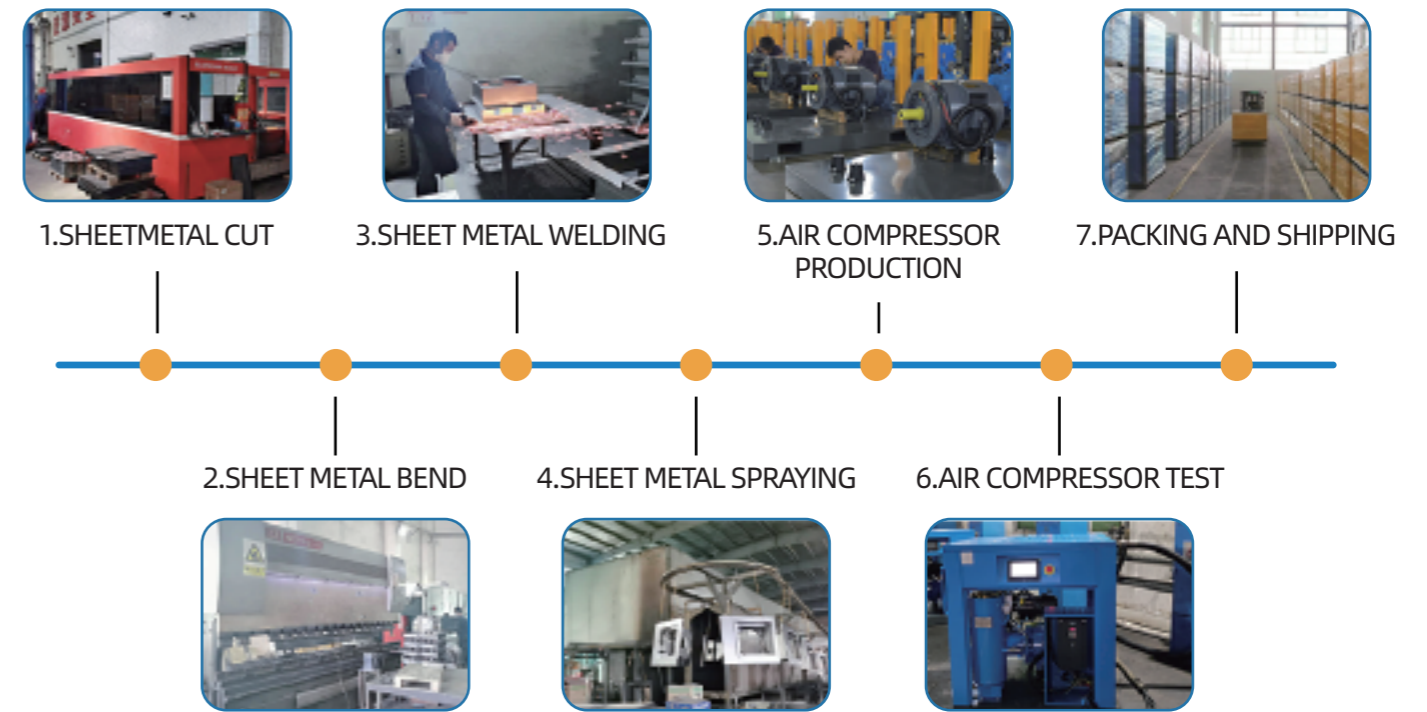 1.SHEETMETAL CUT
3.SHEET METAL WELDING
5.AIR COMPRESSOR
PRODUCTION
7.PACKING AND SHIPPING
2.SHEET METAL BEND
4.SHEET METAL SPRAYING
6.AIR COMPRESSOR TEST